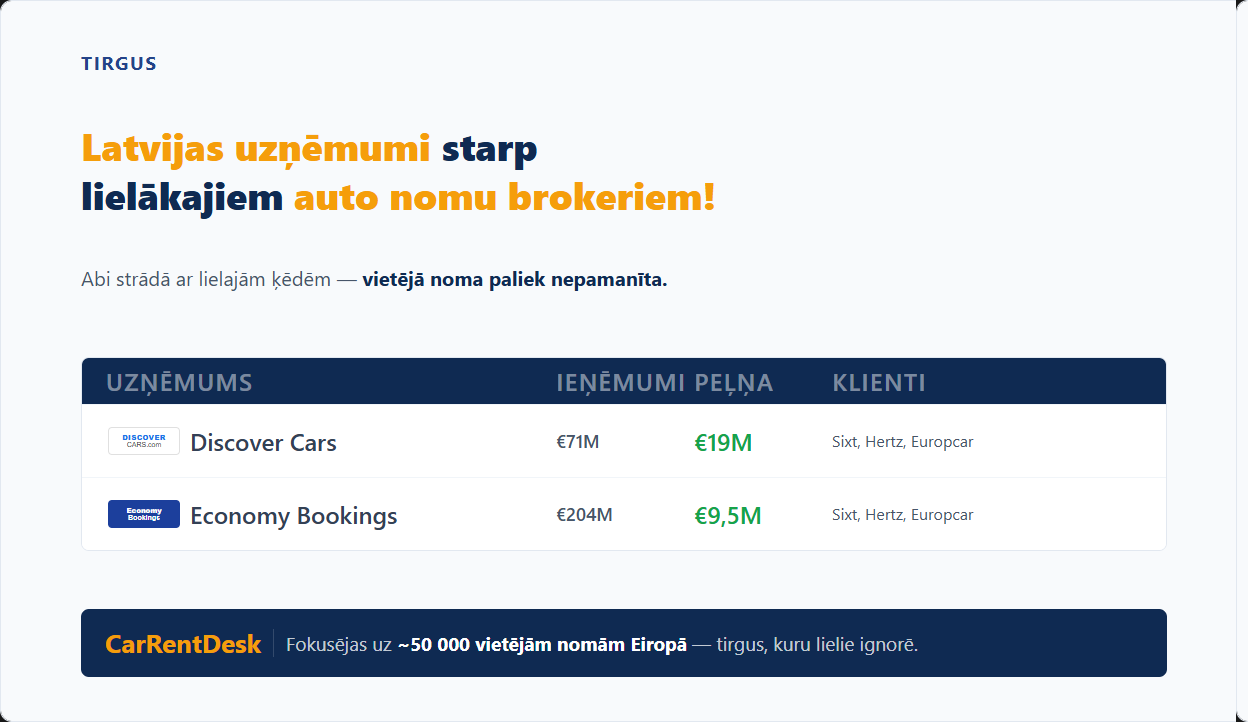 TIRGUS
Latvijas uzņēmumi starp
lielākajiem auto nomu brokeriem!
Abi strādā ar lielajām ķēdēm — vietējā noma paliek nepamanīta.
UZŅĒMUMS IEŅĒMUMI PEĻŅA KLIENTI
DISCOVER
CARS.com
Discover Cars €71M €19M Sixt, Hertz, Europcar
Economy
Bookings
Economy Bookings €204M €9,5M Sixt, Hertz, Europcar
CarRentDesk Fokusējas uz ~50 000 vietējām nomām Eiropā — tirgus, kuru lielie ignorē.